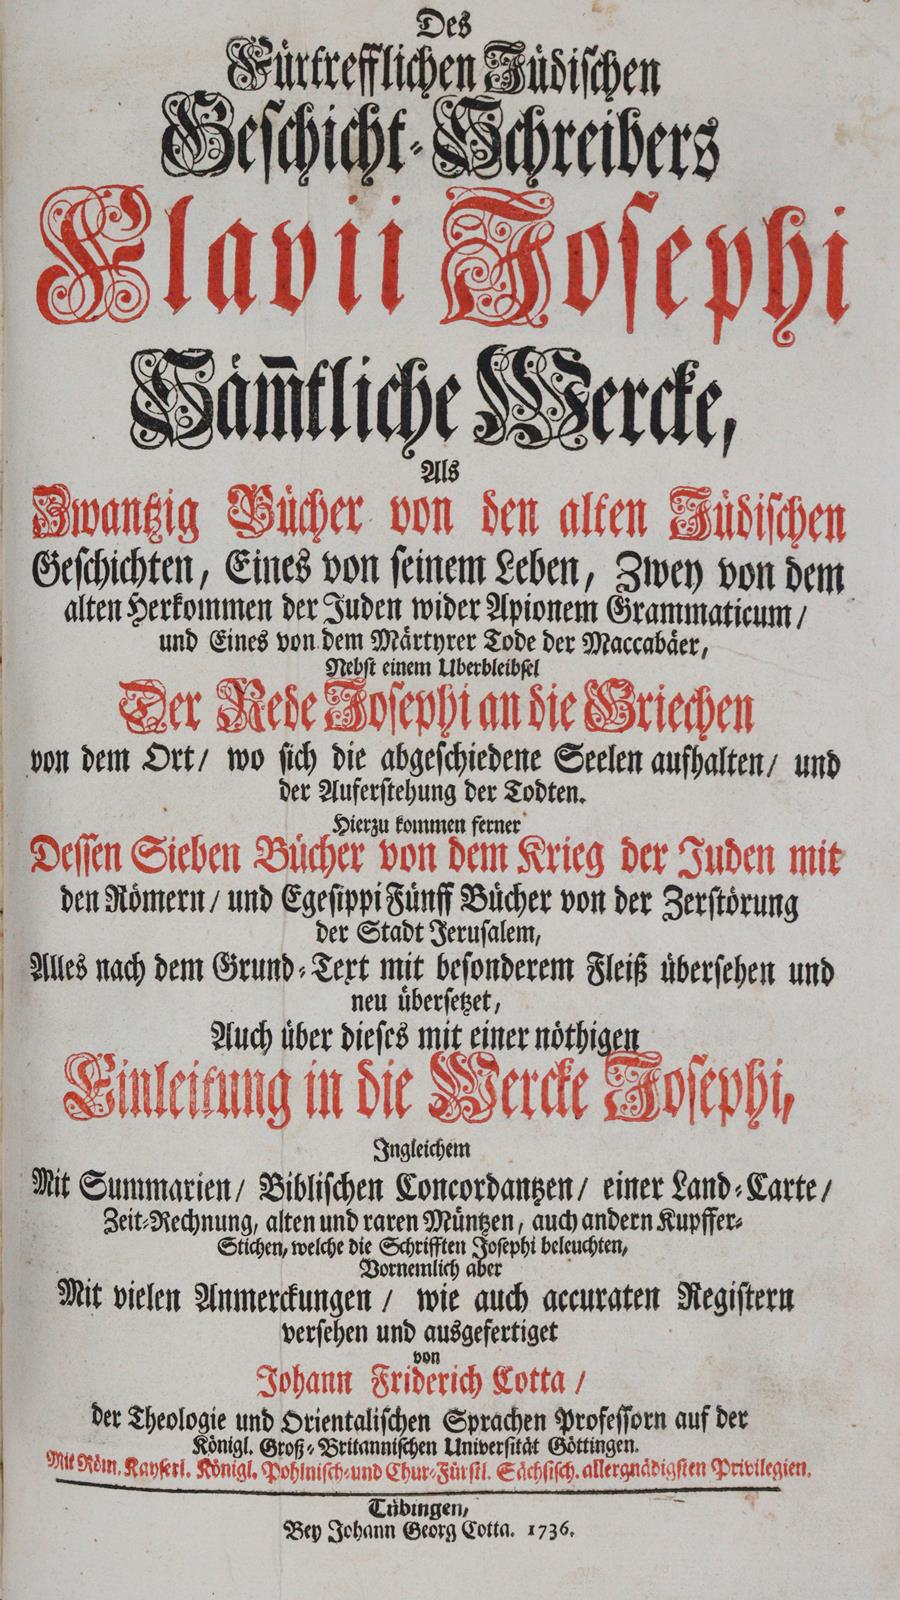 Des
Fürtrefflichen Jüdischen
Geschicht-Schreibers
Flavii Josephi
Säm̄tliche Wercke,
Als
Zwantzig Bücher von den alten Jüdischen
Geschichten, Eines von seinem Leben, Zwey von dem
alten Herkommen der Juden wider Apionem Grammaticum/
und Eines von dem Märtyrer Tode der Maccabäer,
Nebst einem Uberbleibsel
Der Rede Josephi an die Griechen
von dem Ort/ wo sich die abgeschiedene Seelen aufhalten/ und
der Auferstehung der Todten.
Hierzu kommen ferner
Dessen Sieben Bücher von dem Krieg der Juden mit
den Römern/ und Egesippi Fünff Bücher von der Zerstörung
der Stadt Jerusalem,
Alles nach dem Grund-Text mit besonderem Fleiß übersehen und
neu übersetzet,
Auch über dieses mit einer nöthigen
Einleitung in die Wercke Josephi,
Ingleichem
Mit Summarien/ Biblischen Concordantzen/ einer Land-Carte/
Zeit-Rechnung, alten und raren Müntzen, auch andern Kupffer-
Stichen, welche die Schrifften Josephi beleuchten,
Vornemlich aber
Mit vielen Anmerckungen/ wie auch accuraten Registern
versehen und ausgefertiget
von
Johann Friderich Cotta/
der Theologie und Orientalischen Sprachen Professorn auf der
Königl. Groß-Britannischen Universität Göttingen.
Mit Röm. Kayserl. Königl. Pohlnisch-und Chur-Fürstl. Sächsisch. allergnädigsten Privilegien.
Tübingen,
Bey Johann Georg Cotta. 1736.